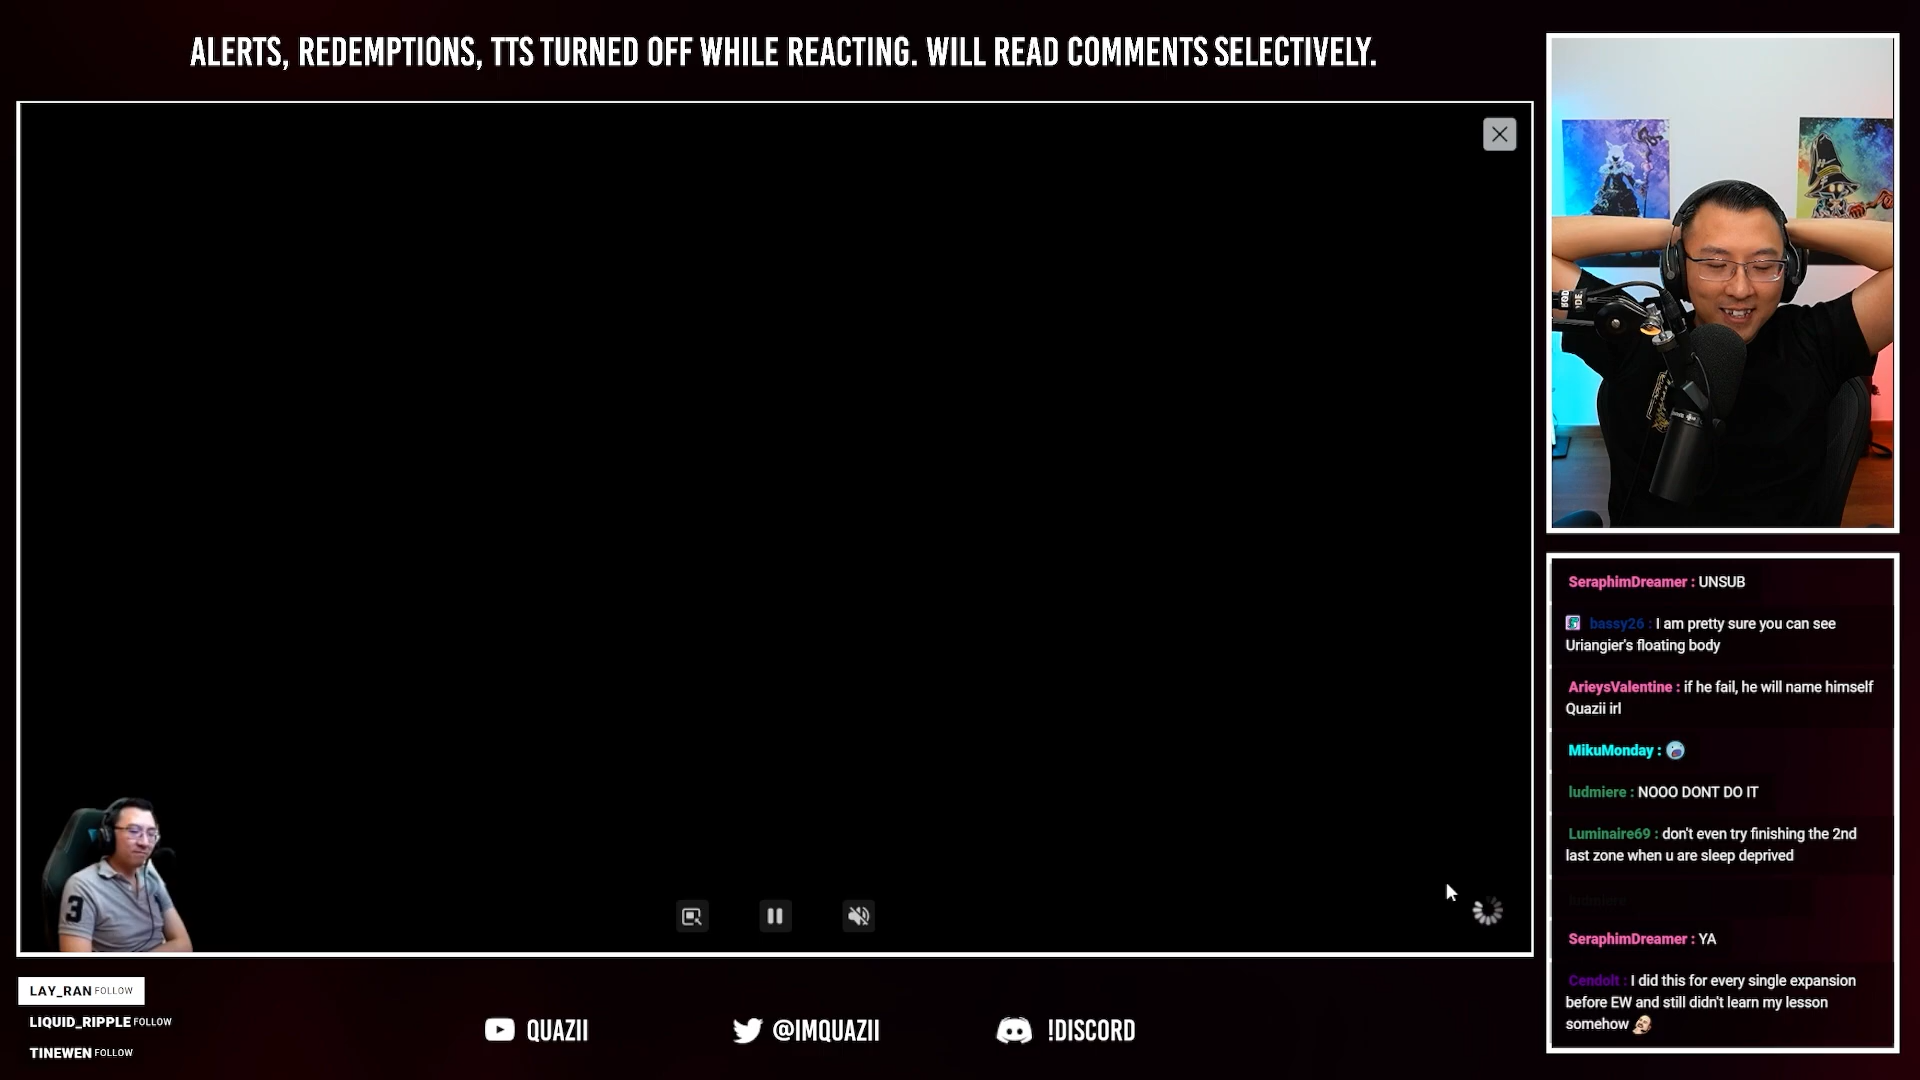 ALERTS, REDEMPTIONS, TTS TURNED OFF WHILE REACTING. WILL READ COMMENTS SELECTIVELY.
3
SeraphimDreamer : UNSUB
bassy26 : I am pretty sure you can see
Uriangier's floating body
ArieysValentine : if he fail, he will name himself
Quazii irl
MikuMonday :
ludmiere : NOOO DONT DO IT
Luminaire69 : don't even try finishing the 2nd
last zone when u are sleep deprived
SeraphimDreamer : YA
Cendolt : I did this for every single expansion
before EW and still didn't learn my lesson
somehow
LAY_RAN FOLLOW
LIQUID_RIPPLE FOLLOW
TINEWEN FOLLOW
QUAZII
@IMQUAZII
!DISCORD